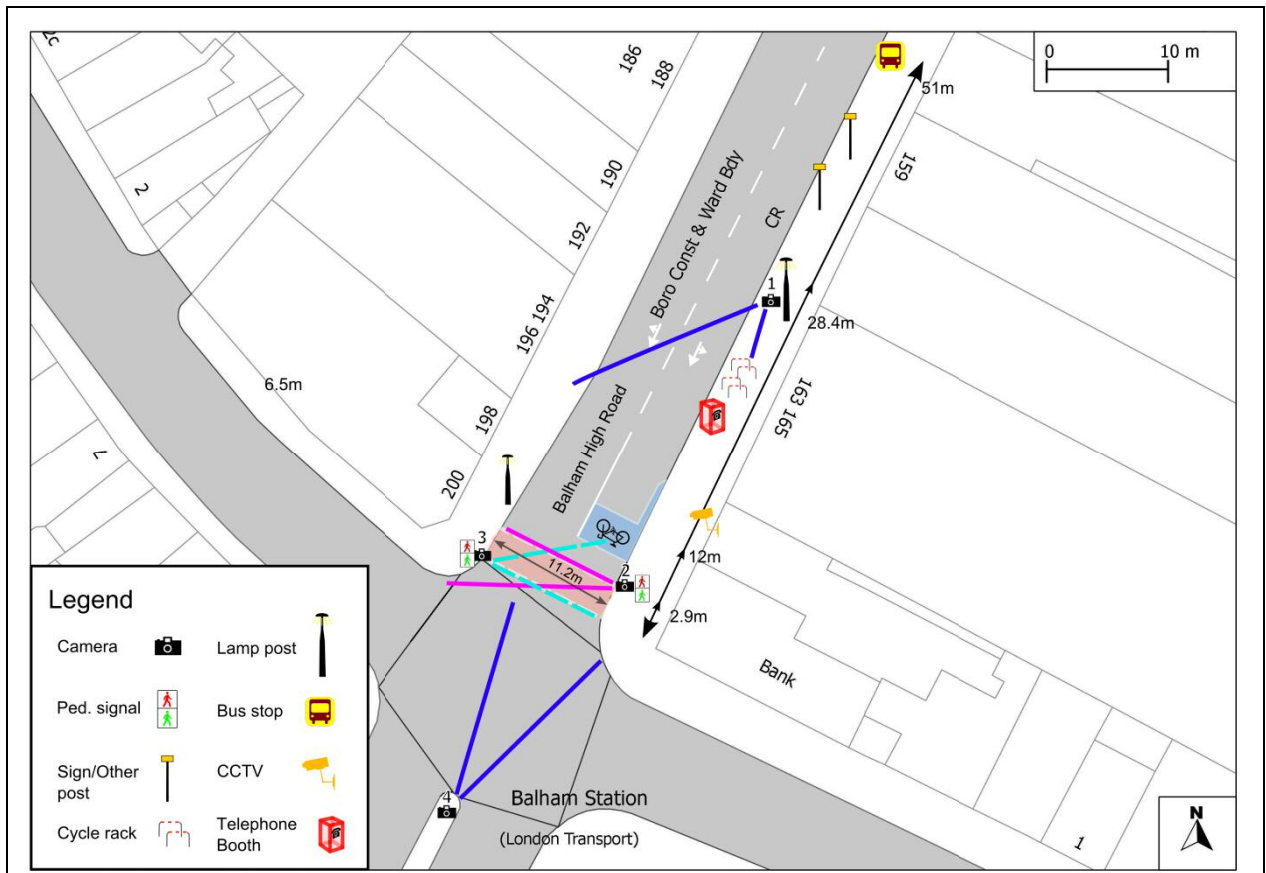 2c
186
188
0 10 m
51m
2
190
159
Boro Const & Ward Bdy
CR
192
1
194
28.4m
196
6.5m
163 165
198
Balham High Road
7
200
3
11.2m
2
12m
2.9m
Legend
Camera
Lamp post
Bank
Ped. signal
Bus stop
Sign/Other
post
CCTV
4
Balham Station
(London Transport)
Cycle rack
Telephone
Booth
1
N